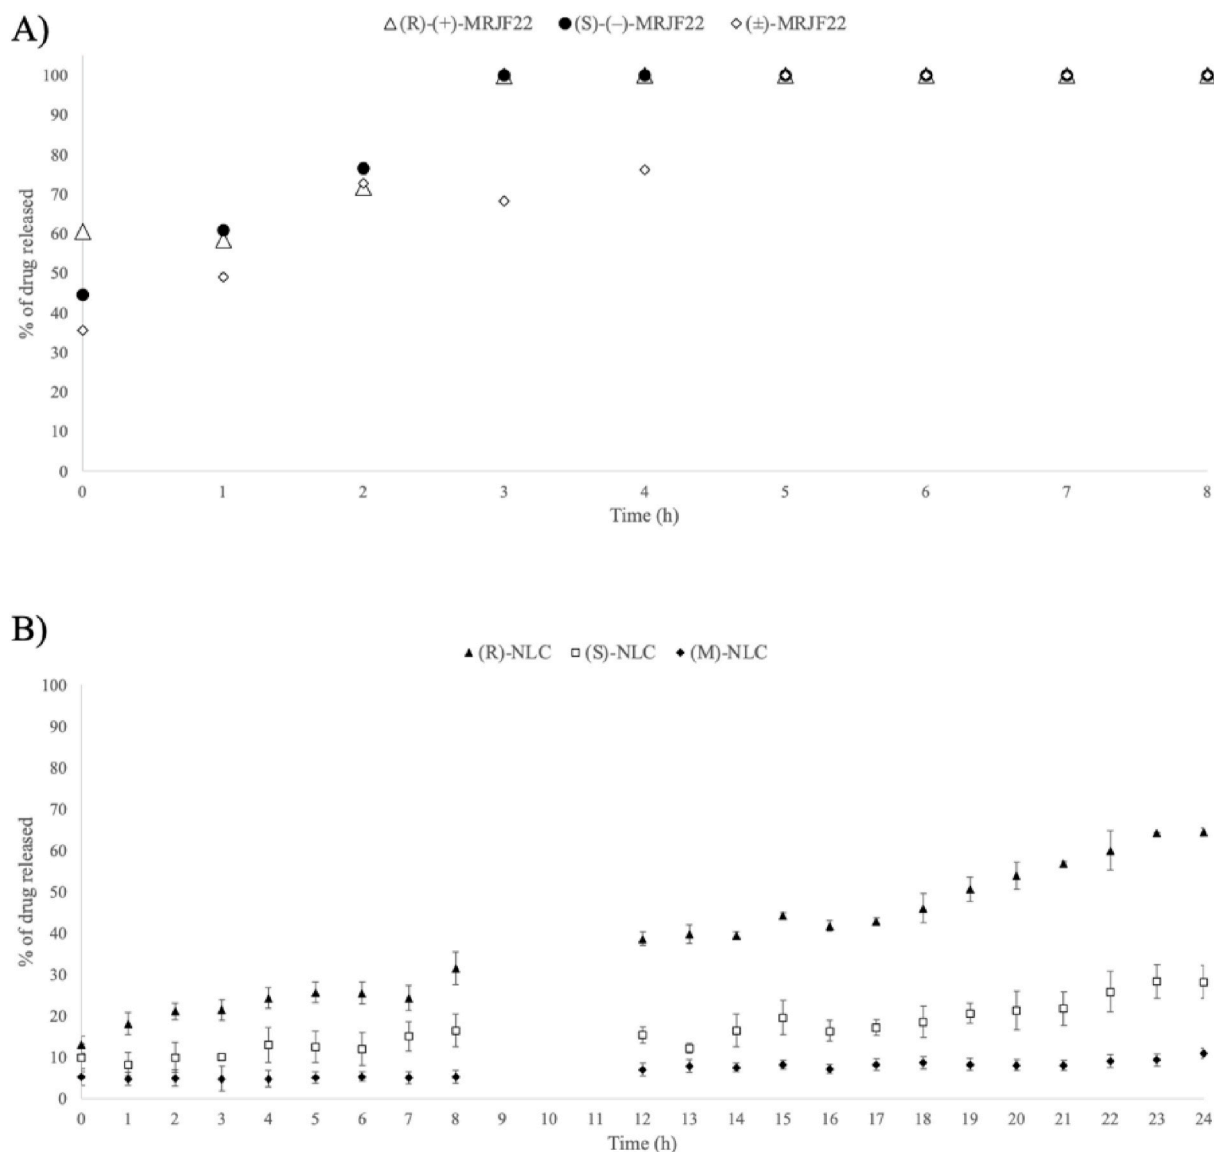 A)
(R)-(+)-MRJF22 (S)-(–)-MRJF22 (±)-MRJF22
100
90
80
70
60
50
40
30
20
10
0
% of drug released
0 1 2 3 4 5 6 7 8
Time (h)
B)
(R)-NLC (S)-NLC (M)-NLC
100
90
80
70
60
50
40
30
20
10
0
% of drug released
0 1 2 3 4 5 6 7 8 9 10 11 12 13 14 15 16 17 18 19 20 21 22 23 24
Time (h)